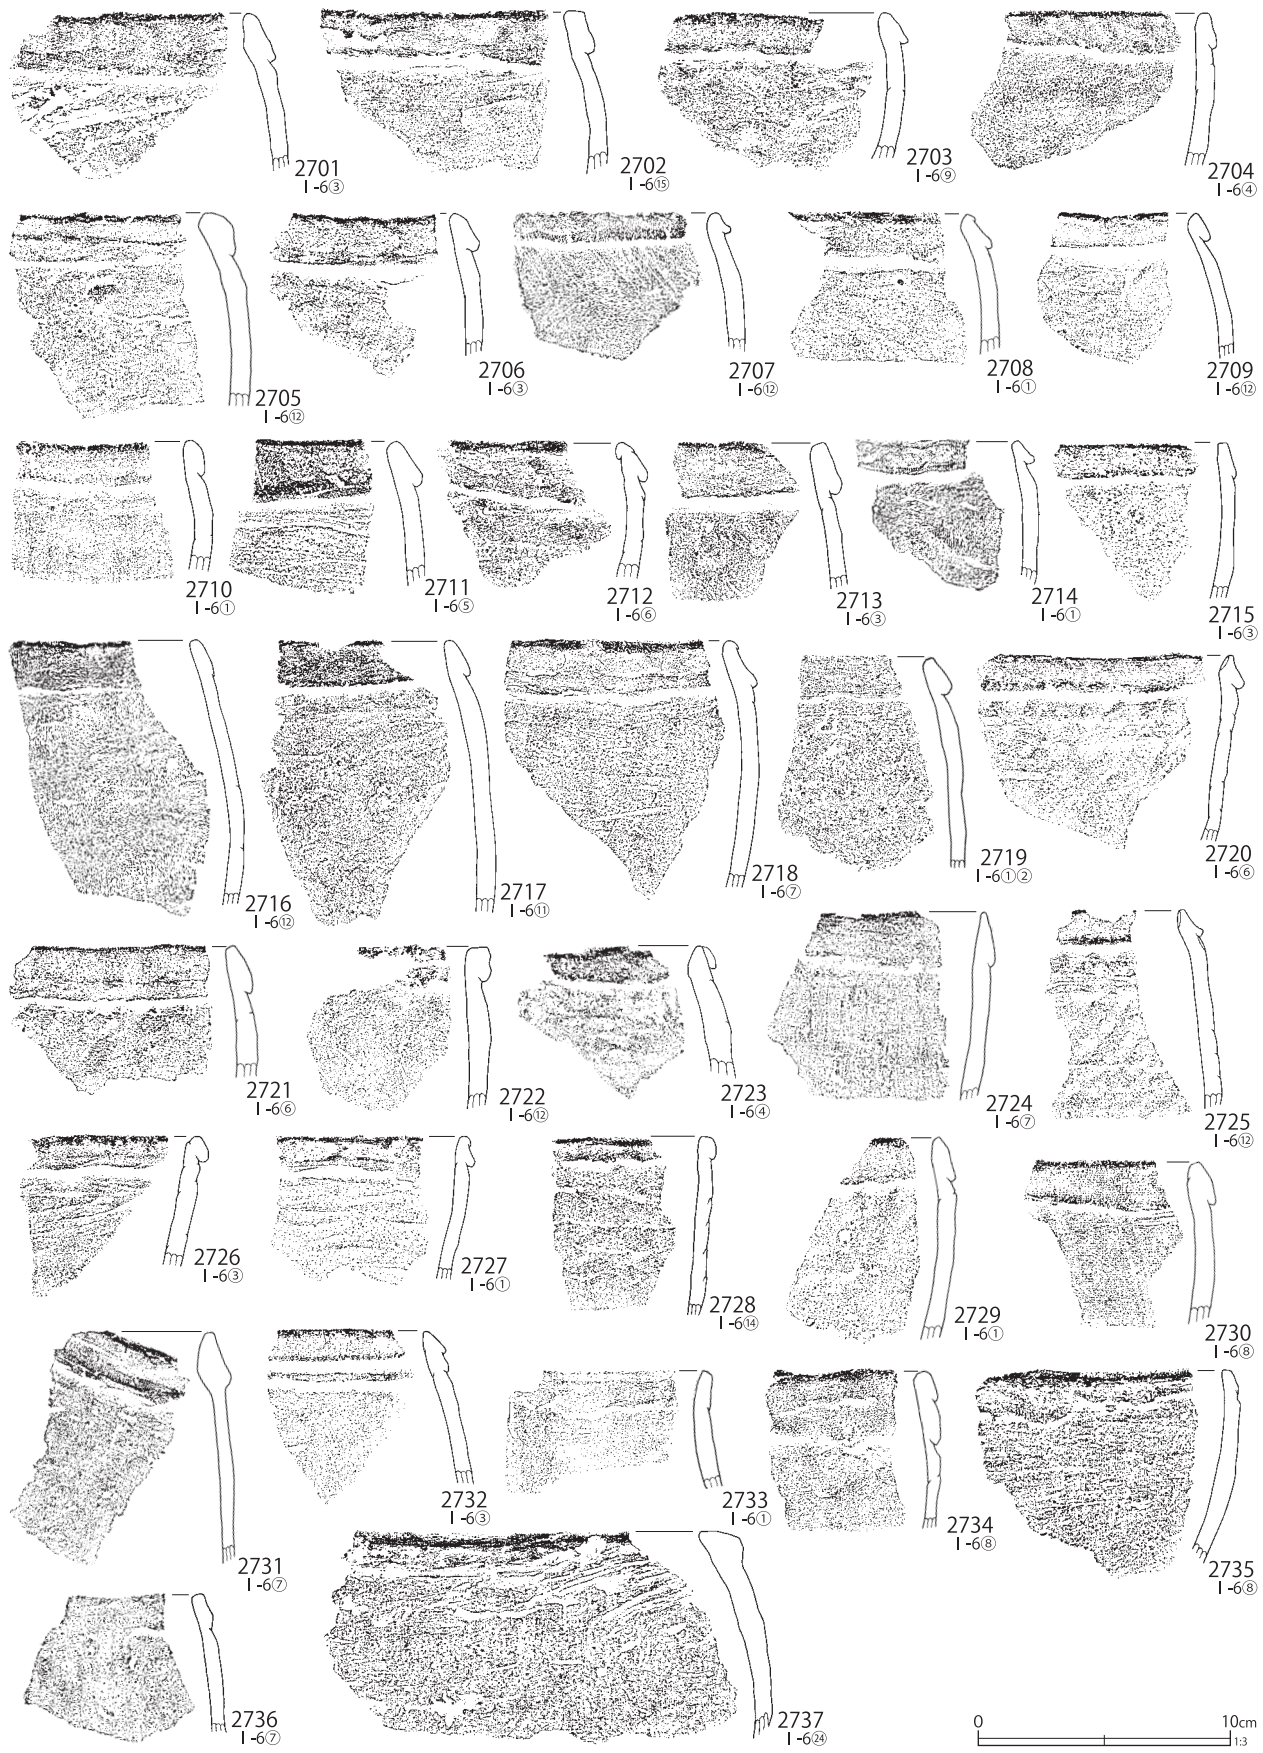 2701
I -6③
2702
I -6⑮
2703
I -6⑨
2704
I -6④
2705
I -6⑫
2706
I -6③
2707
I -6⑫
2708
I -6①
2709
I -6⑫
2710
I -6①
2711
I -6⑤
2712
I -6⑥
2713
I -6③
2714
I -6①
2715
I -6③
2716
I -6⑫
2717
I -6⑪
2718
I -6⑦
2719
I -6①②
2720
I -6⑥
2721
I -6⑥
2722
I -6⑫
2723
I -6④
2724
I -6⑦
2725
I -6⑫
2726
I -6③
2727
I -6①
2728
I -6⑭
2729
I -6①
2730
I -6⑧
2731
I -6⑦
2732
I -6③
2733
I -6①
2734
I -6⑧
2735
I -6⑧
2736
I -6⑦
2737
I -6㉔
0 10cm
1:3